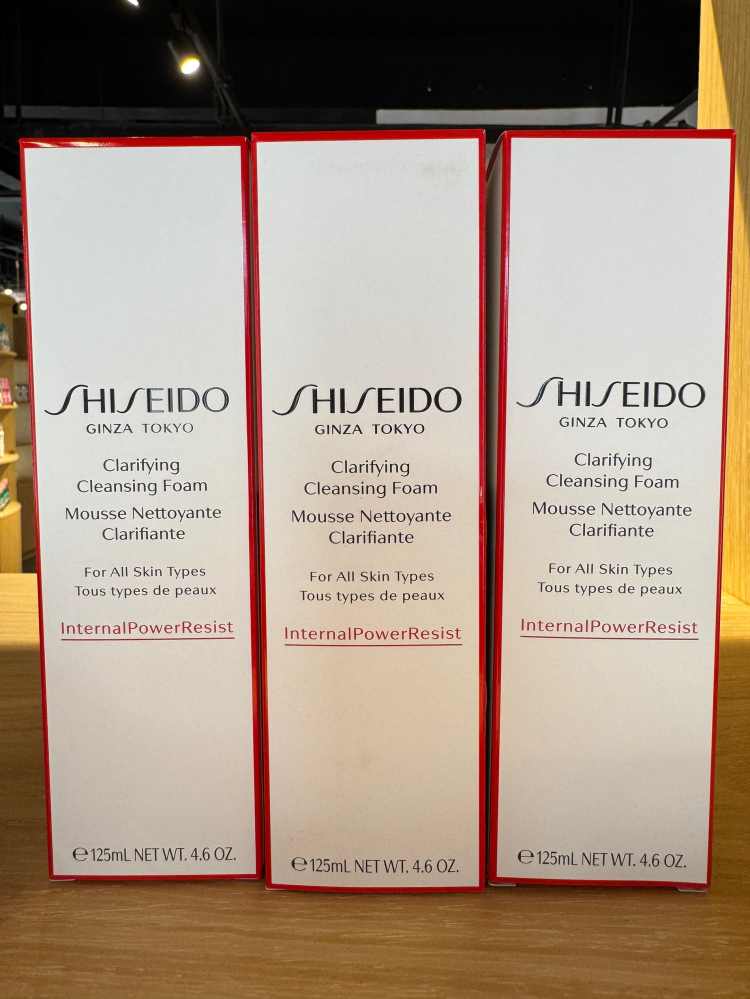 SHISEIDO
GINZA TOKYO
Clarifying
Cleansing Foam
Mousse Nettoyante
Clarifiante
For All Skin Types
Tous types de peaux
InternalPowerResist
℮125mL NET WT. 4.6 OZ.
SHISEIDO
GINZA TOKYO
Clarifying
Cleansing Foam
Mousse Nettoyante
Clarifiante
For All Skin Types
Tous types de peaux
InternalPowerResist
℮125mL NET WT. 4.6 OZ.
SHISEIDO
GINZA TOKYO
Clarifying
Cleansing Foam
Mousse Nettoyante
Clarifiante
For All Skin Types
Tous types de peaux
InternalPowerResist
℮125mL NET WT. 4.6 OZ.